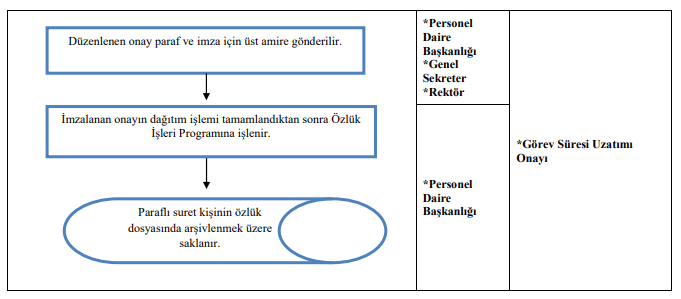 Düzenlenen onay paraf ve imza için üst amire gönderilir.
İmzalanan onayın dağıtım işlemi tamamlandıktan sonra Özlük
İşleri Programına işlenir.
Paraflı suret kişinin özlük
dosyasında arşivlenmek üzere
saklanır.
*Personel
Daire
Başkanlığı
*Genel
Sekreter
*Rektör
*Personel
Daire
Başkanlığı
*Görev Süresi Uzatımı
Onayı